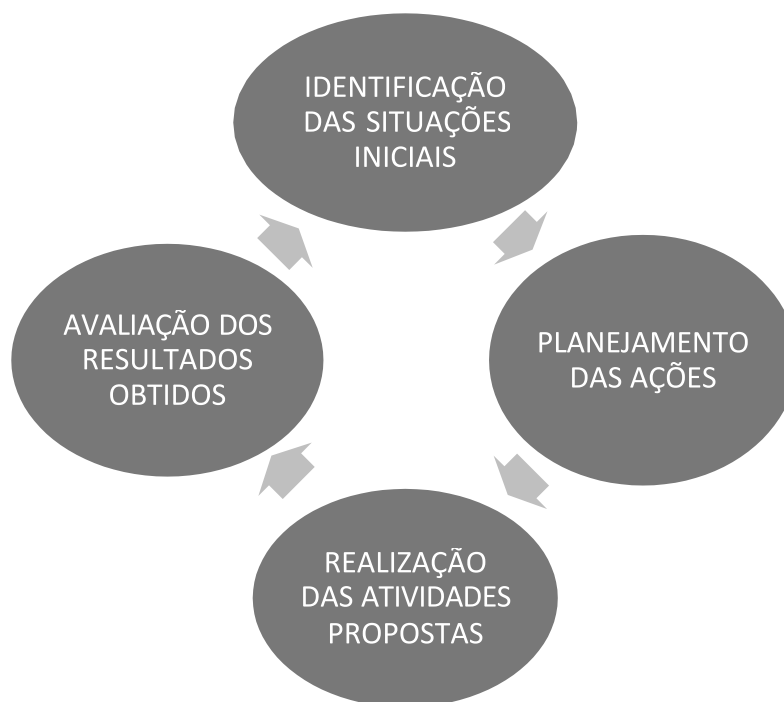 IDENTIFICAÇÃO
DAS SITUAÇÕES
INICIAIS
PLANEJAMENTO
DAS AÇÕES
REALIZAÇÃO
DAS ATIVIDADES
PROPOSTAS
AVALIAÇÃO DOS
RESULTADOS
OBTIDOS